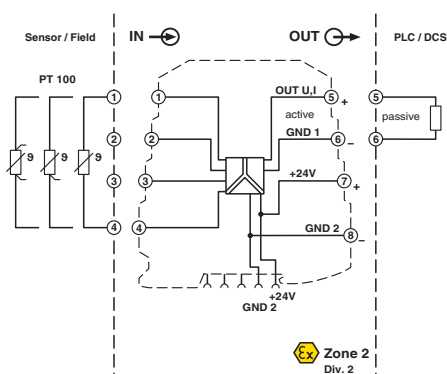 Sensor / Field
IN
OUT
PLC / DCS
PT 100
1
2
3
4
ϑ
ϑ
ϑ
1
2
3
4
OUT U,I
5
+
active
GND 1
6
–
+24V
7
+
GND 2
8
–
5
passive
6
+24V
GND 2
Ex
Zone 2
Div. 2